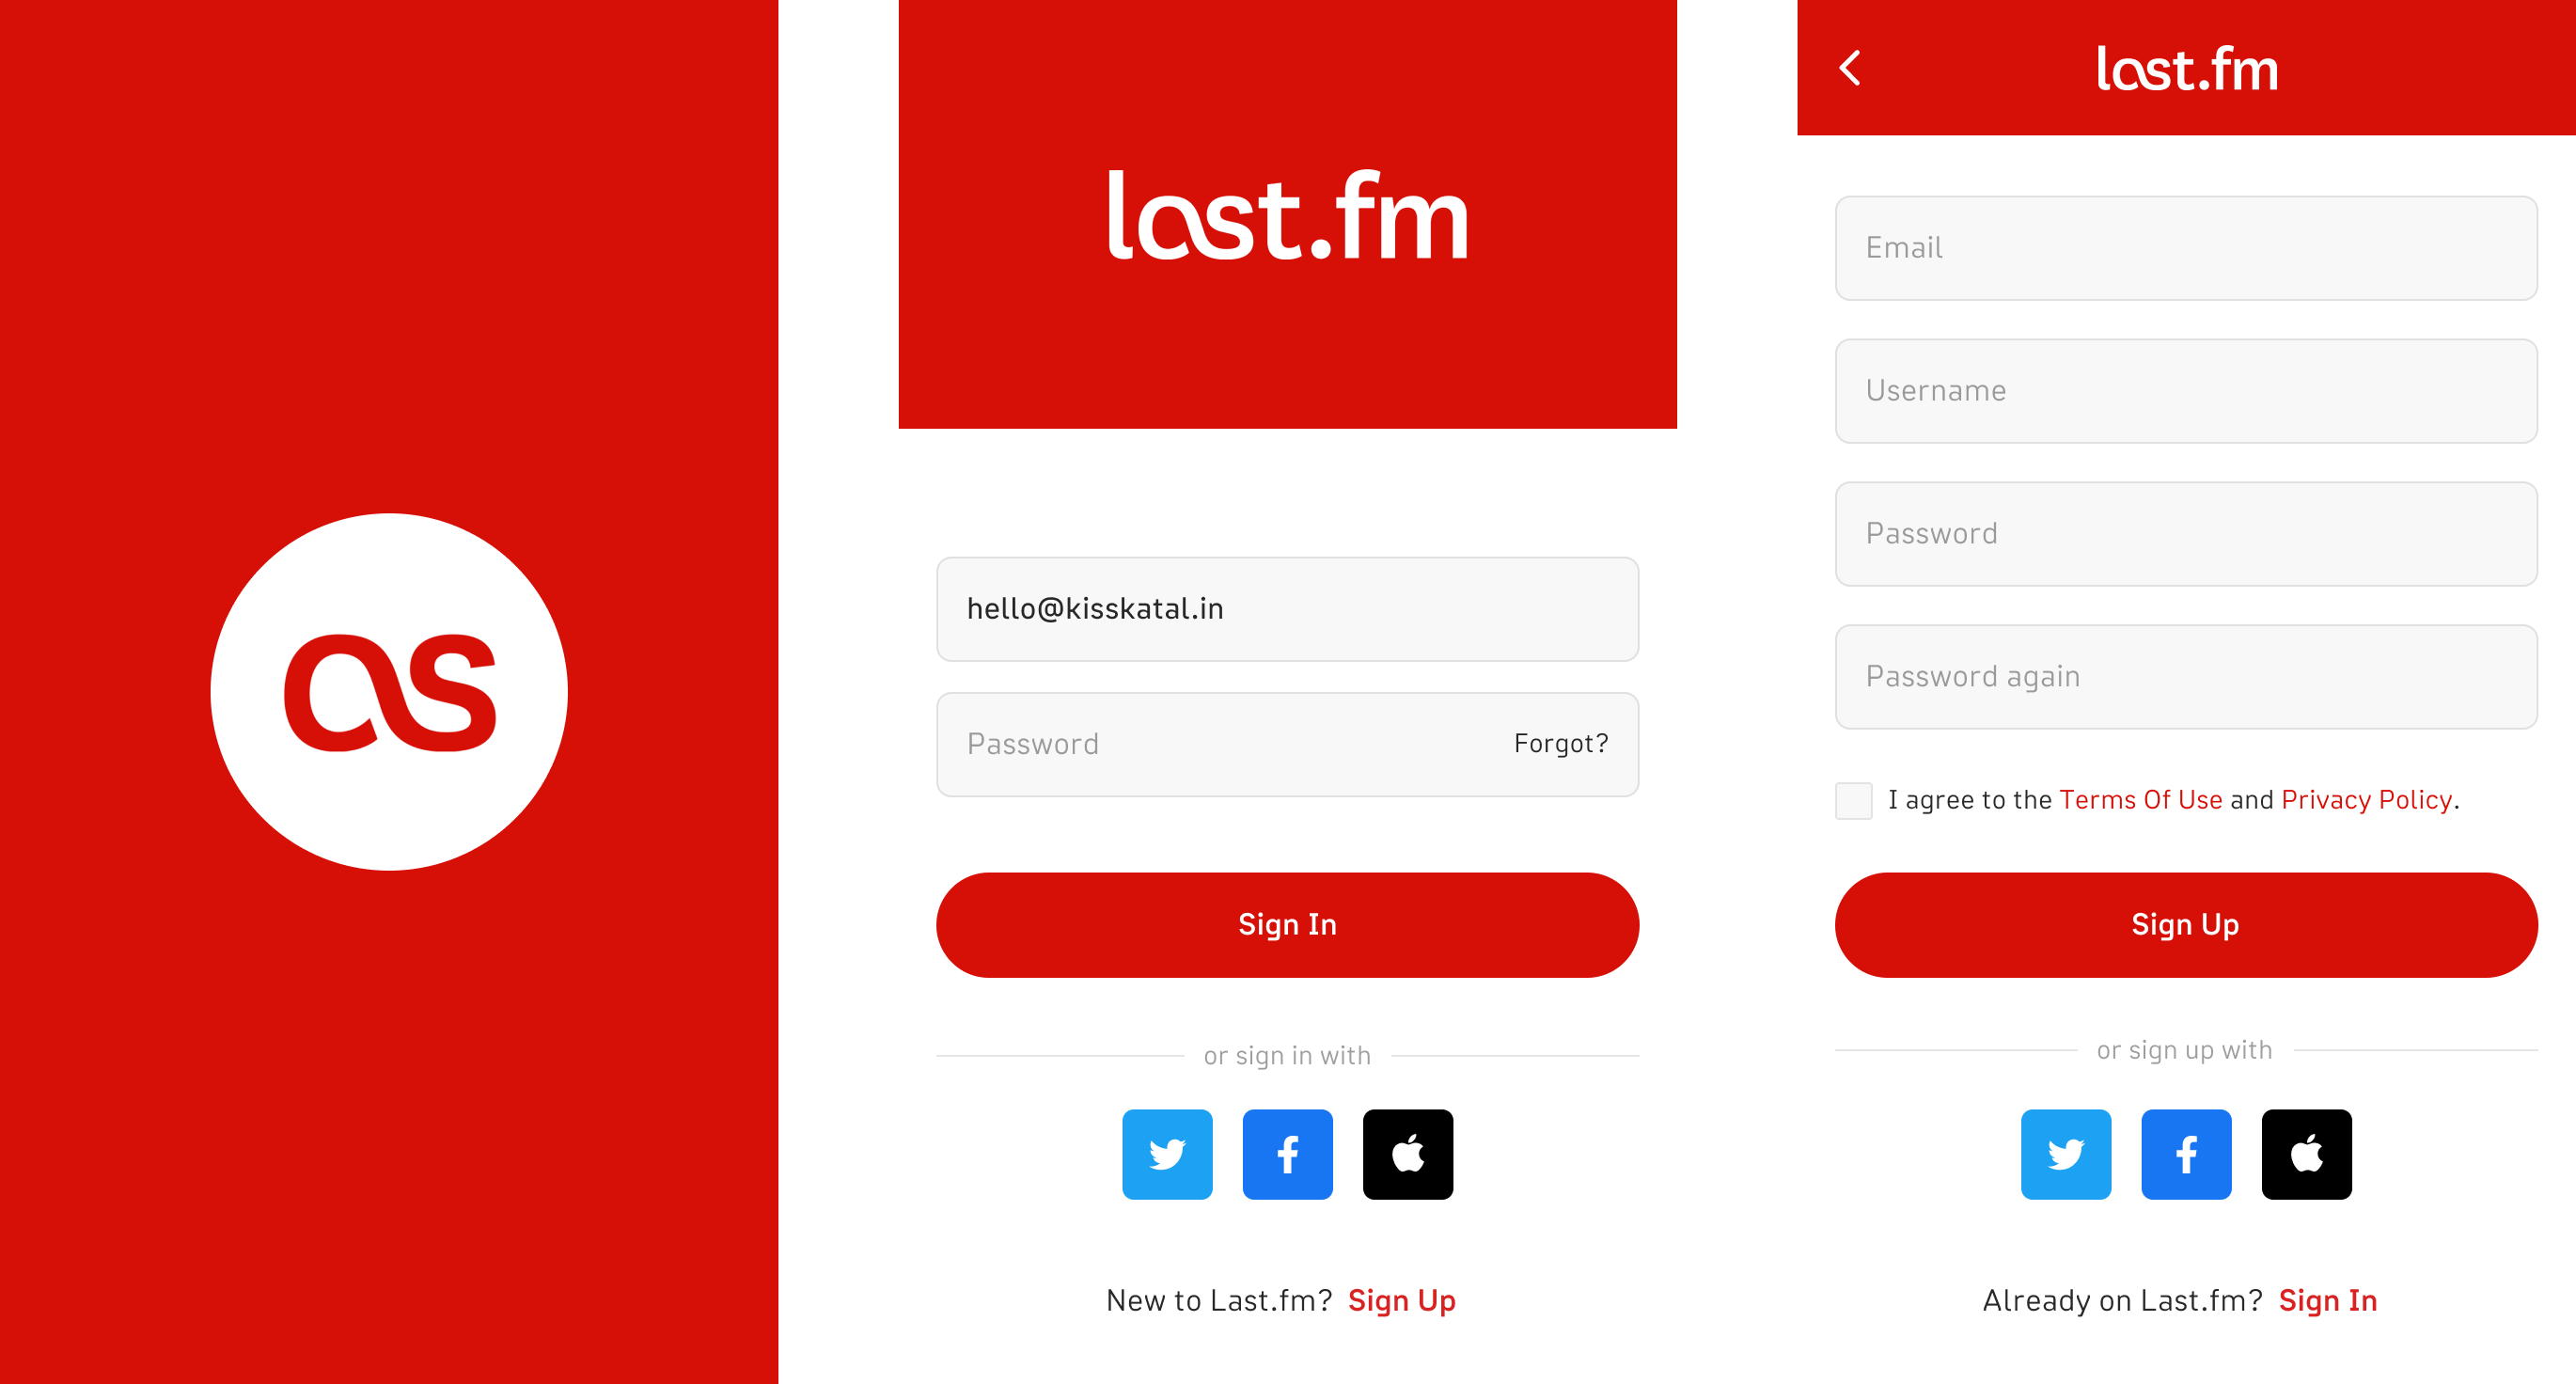 as
last.fm
hello@kisskatal.in
Password
Forgot?
Sign In
or sign in with
New to Last.fm? Sign Up
last.fm
Email
Username
Password
Password again
I agree to the Terms Of Use and Privacy Policy.
Sign Up
or sign up with
Already on Last.fm? Sign In